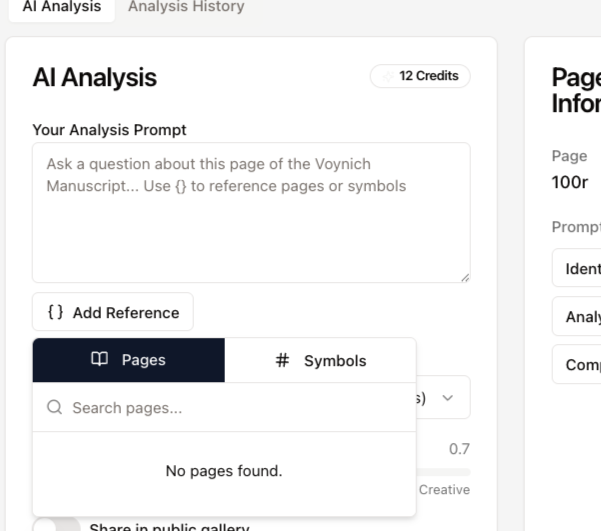 AI Analysis
Analysis History
AI Analysis
12 Credits
Your Analysis Prompt
Ask a question about this page of the Voynich
Manuscript... Use {} to reference pages or symbols
{} Add Reference
Pages
# Symbols
Search pages...
No pages found.
s)
0.7
Creative
Share in public gallery
Page
Infor
Page
100r
Prompt
Ident
Analy
Comp